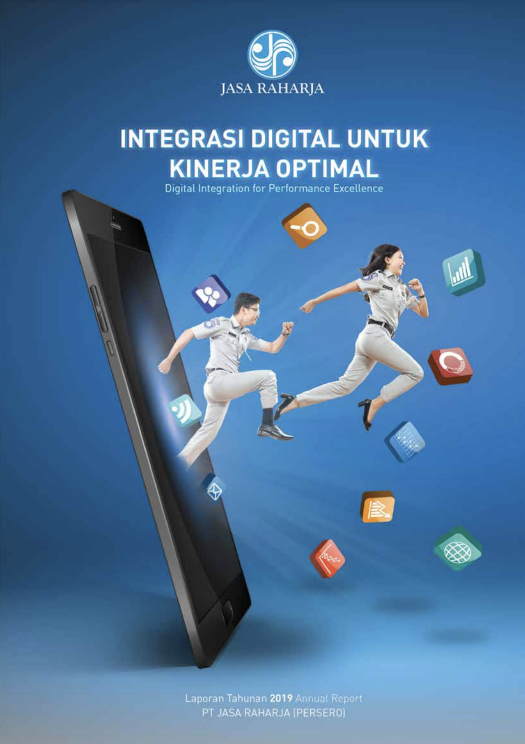 JASA RAHARJA
INTEGRASI DIGITAL UNTUK
KINERJA OPTIMAL
Digital Integration for Performance Excellence
Laporan Tahunan 2019 Annual Report
PT JASA RAHARJA (PERSERO)